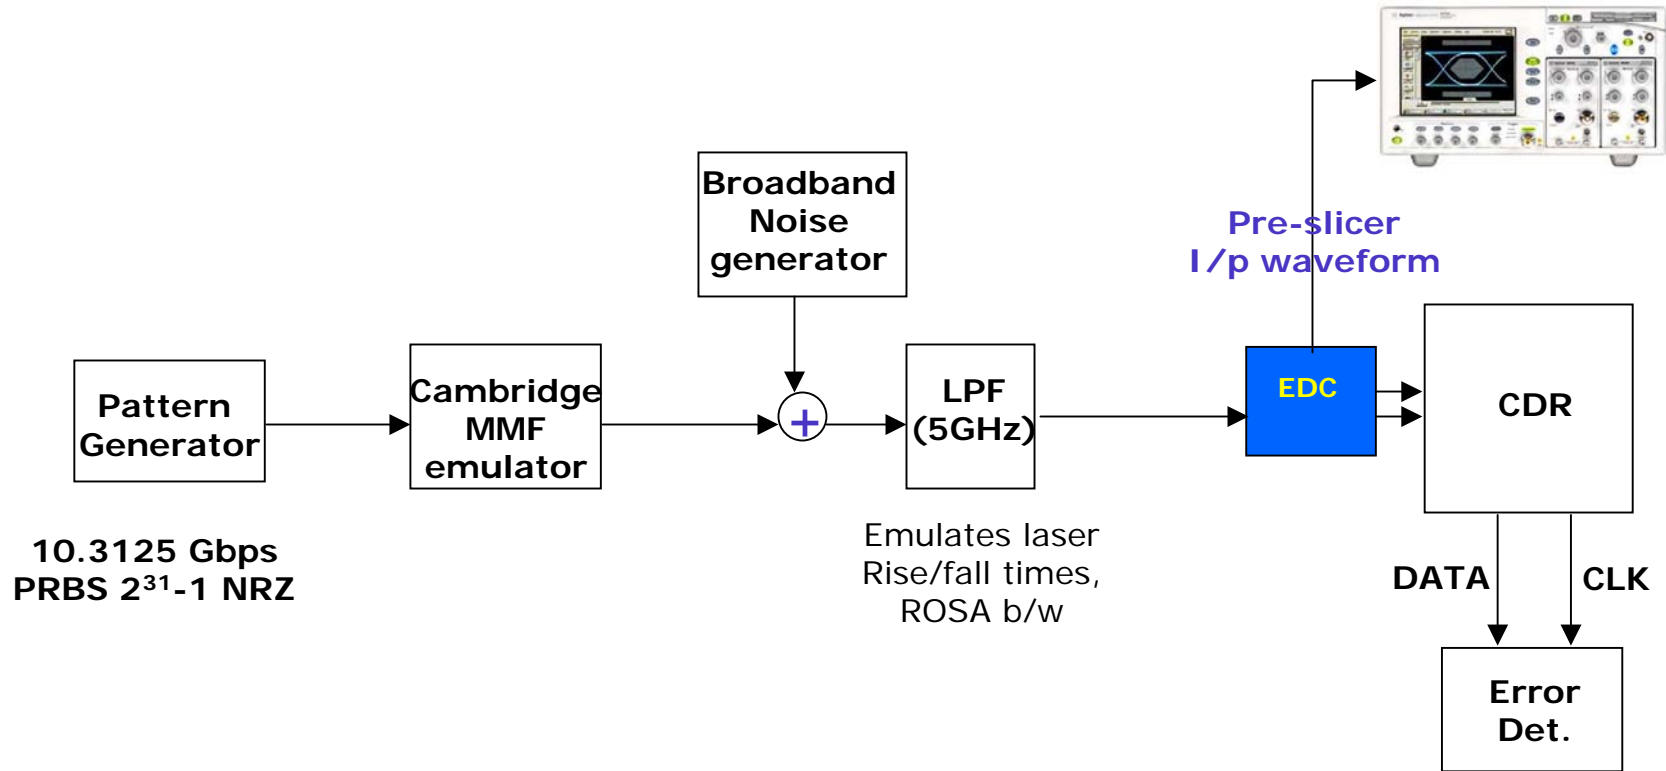 Broadband
Noise
generator
Pre-slicer
I/p waveform
Pattern
Generator
Cambridge
MMF
emulator
+
LPF
(5GHz)
EDC
CDR
10.3125 Gbps
PRBS 2³¹-1 NRZ
Emulates laser
Rise/fall times,
ROSA b/w
DATA
CLK
Error
Det.